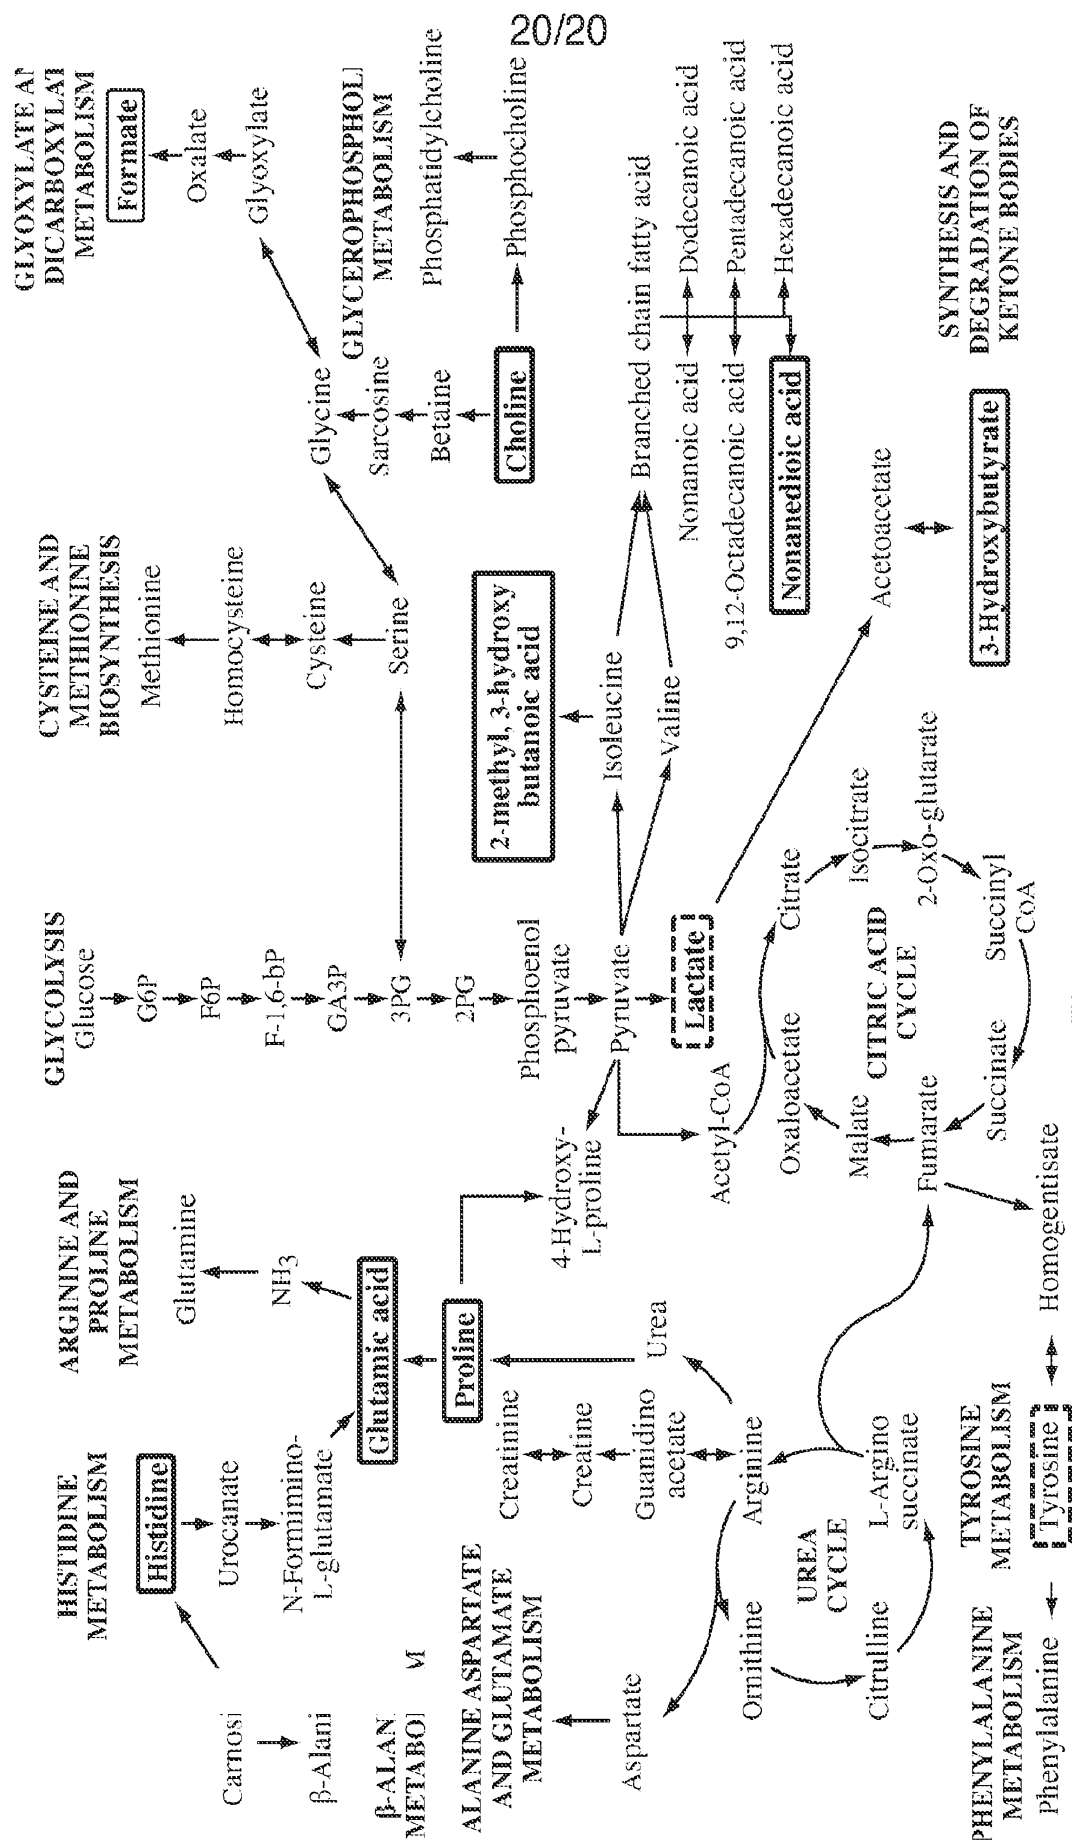 20/20
HISTIDINE
METABOLISM
Histidine
Urocanate
N-Formimino-
L-glutamate
ARGININE AND
PROLINE
METABOLISM
Glutamine
NH3
Glutamic acid
Proline
4-Hydroxy-
L-proline
GLYCOLYSIS
Glucose
G6P
F6P
F-1,6-bP
GA3P
3PG
2PG
Phosphoenol
pyruvate
Pyruvate
Lactate
Acetyl-CoA
CYSTEINE AND
METHIONINE
BIOSYNTHESIS
Methionine
Homocysteine
Cysteine
Serine
2-methyl, 3-hydroxy
butanoic acid
Isoleucine
Valine
DICARBOXYLAT
METABOLISM
Formate
Oxalate
Glyoxylate
Glycine
Sarcosine
Betaine
Choline
GLYCEROPHOSPHOL
METABOLISM
Phosphatidylcholine
Phosphocholine
Branched chain fatty acid
Nonanoic acid
Dodecanoic acid
9,12-Octadecanoic acid
Pentadecanoic acid
Nonanedioic acid
Hexadecanoic acid
Acetoacetate
3-Hydroxybutyrate
SYNTHESIS AND
DEGRADATION OF
KETONE BODIES
Carnosi
β-Alani
β-ALAN
METABO
M
ALANINE ASPARTATE
AND GLUTAMATE
METABOLISM
Aspartate
Creatinine
Creatine
Guanidino
acetate
Urea
Arginine
Ornithine
UREA
CYCLE
Citrulline
L-Argino
succinate
Oxaloacetate
Citrate
Malate
CITRIC ACID
CYCLE
Isocitrate
Fumarate
2-Oxo-glutarate
Succinate
Succinyl
CoA
Homogentisate
TYROSINE
METABOLISM
Tyrosine
PHENYLALANINE
METABOLISM
Phenylalanine